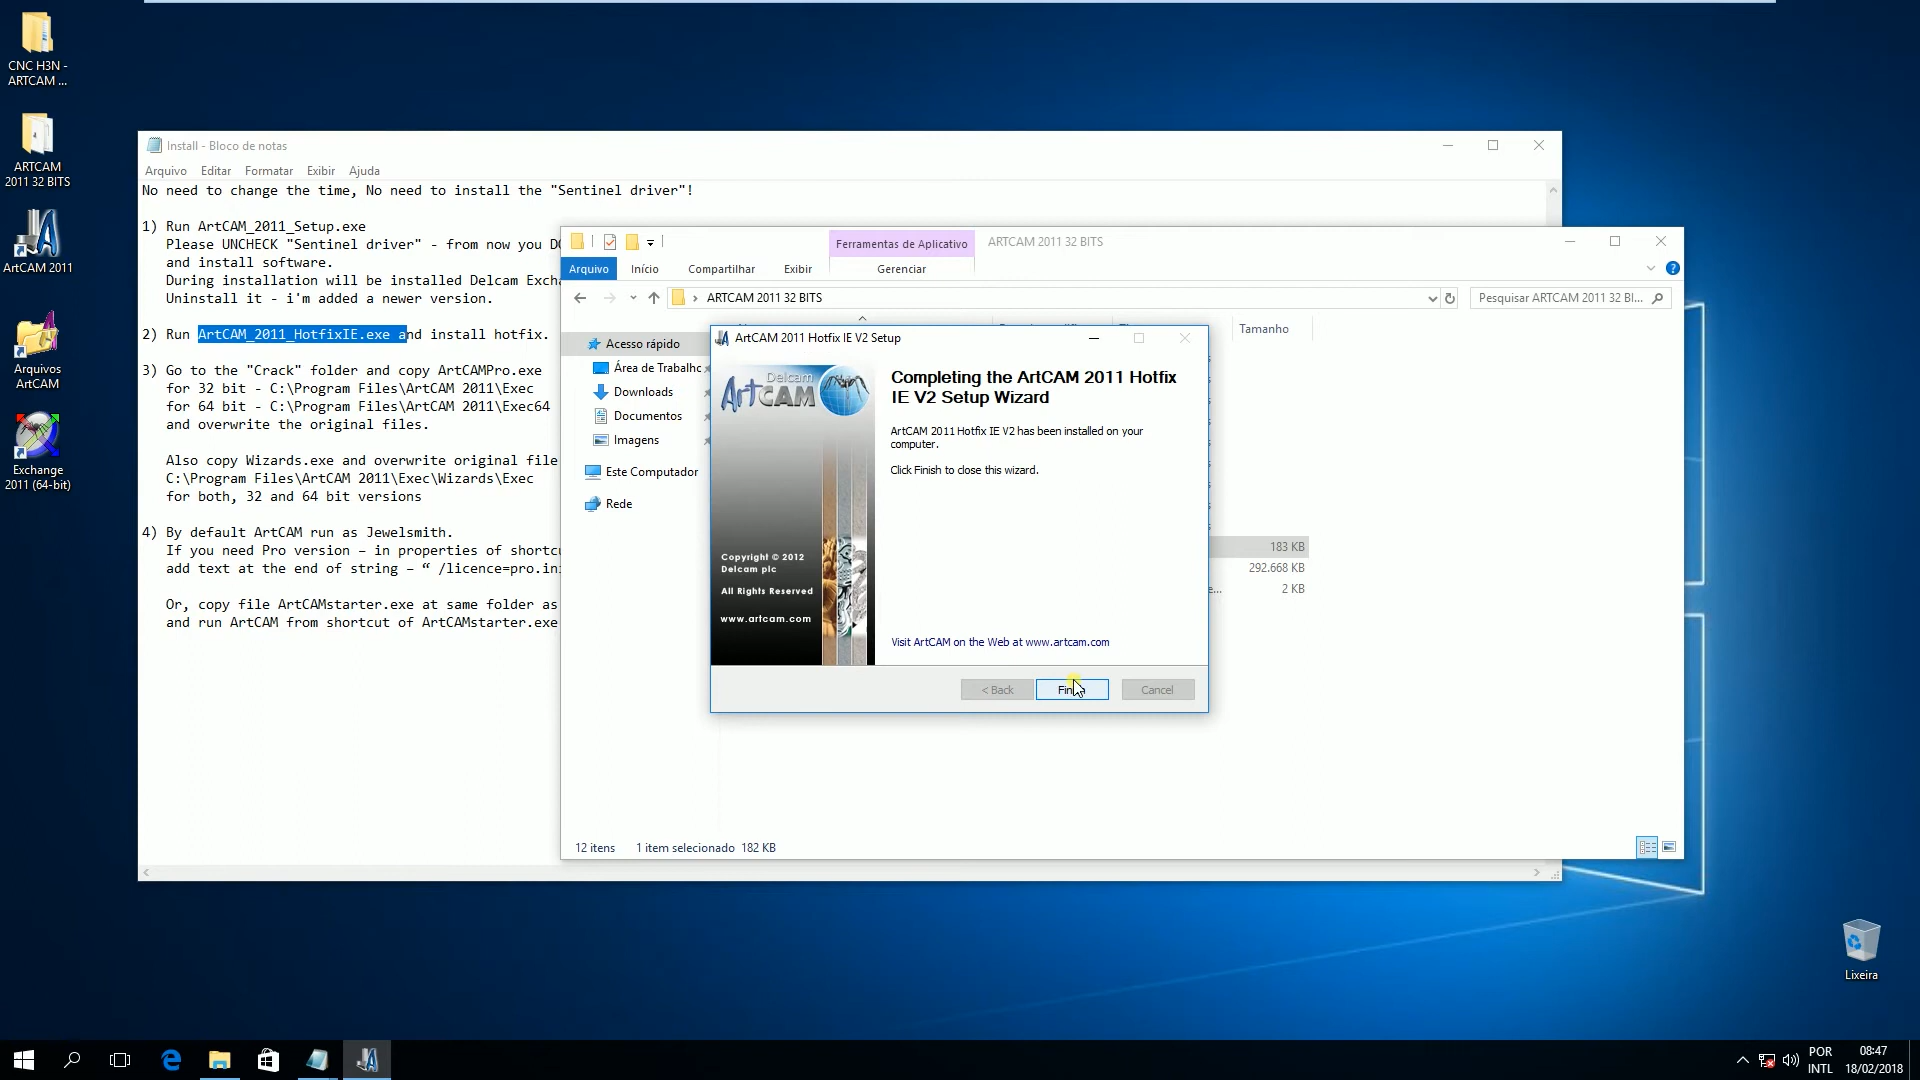 CNC H3N -
ARTCAM ...
ARTCAM
2011 32 BITS
ArtCAM 2011
Arquivos
ArtCAM
Exchange
2011 (64-bit)
Install - Bloco de notas
Arquivo Editar Formatar Exibir Ajuda
No need to change the time, No need to install the "Sentinel driver"!
1) Run ArtCAM_2011_Setup.exe
Please UNCHECK "Sentinel driver" - from now you DO
and install software.
During installation will be installed Delcam Excha
Uninstall it - i'm added a newer version.
2) Run ArtCAM_2011_HotfixIE.exe and install hotfix.
3) Go to the "Crack" folder and copy ArtCAMPro.exe
for 32 bit - C:\Program Files\ArtCAM 2011\Exec
for 64 bit - C:\Program Files\ArtCAM 2011\Exec64
and overwrite the original files.
Also copy Wizards.exe and overwrite original file
C:\Program Files\ArtCAM 2011\Exec\Wizards\Exec
for both, 32 and 64 bit versions
4) By default ArtCAM run as Jewelsmith.
If you need Pro version – in properties of shortcu
add text at the end of string – “ /licence=pro.in
Or, copy file ArtCAMstarter.exe at same folder as
and run ArtCAM from shortcut of ArtCAMstarter.exe
Ferramentas de Aplicativo ARTCAM 2011 32 BITS
Arquivo Início Compartilhar Exibir Gerenciar
ARTCAM 2011 32 BITS
Pesquisar ARTCAM 2011 32 BI...
Tamanho
Acesso rápido
Área de Trabalho
Downloads
Documentos
Imagens
Este Computador
Rede
183 KB
292.668 KB
2 KB
12 itens 1 item selecionado 182 KB
ArtCAM 2011 Hotfix IE V2 Setup
Delcam
ArtCAM
Completing the ArtCAM 2011 Hotfix
IE V2 Setup Wizard
ArtCAM 2011 Hotfix IE V2 has been installed on your
computer.
Click Finish to close this wizard.
Copyright © 2012
Delcam plc
All Rights Reserved
www.artcam.com
Visit ArtCAM on the Web at www.artcam.com
< Back Finish Cancel
Lixeira
POR
INTL
08:47
18/02/2018